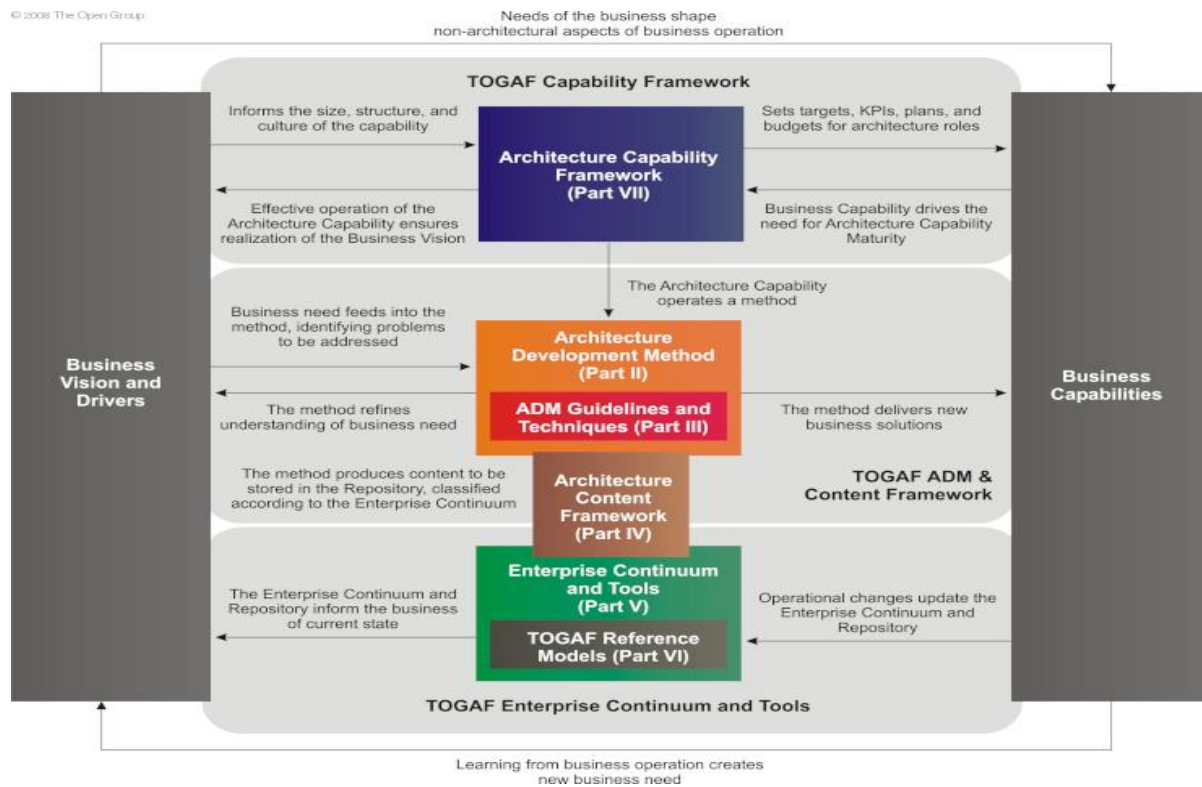 © 2008 The Open Group
Needs of the business shape
non-architectural aspects of business operation
TOGAF Capability Framework
Informs the size, structure, and
culture of the capability
Architecture Capability
Framework
(Part VII)
Sets targets, KPIs, plans, and
budgets for architecture roles
Effective operation of the
Architecture Capability ensures
realization of the Business Vision
Business Capability drives the
need for Architecture Capability
Maturity
The Architecture Capability
operates a method
Business need feeds into the
method, identifying problems
to be addressed
Architecture
Development Method
(Part II)
Business
Vision and
Drivers
Business
Capabilities
ADM Guidelines and
Techniques (Part III)
The method refines
understanding of business need
The method delivers new
business solutions
The method produces content to be
stored in the Repository, classified
according to the Enterprise Continuum
Architecture
Content
Framework
(Part IV)
TOGAF ADM &
Content Framework
Enterprise Continuum
and Tools
(Part V)
The Enterprise Continuum and
Repository inform the business
of current state
Operational changes update the
Enterprise Continuum and
Repository
TOGAF Reference
Models (Part VI)
TOGAF Enterprise Continuum and Tools
Learning from business operation creates
new business need